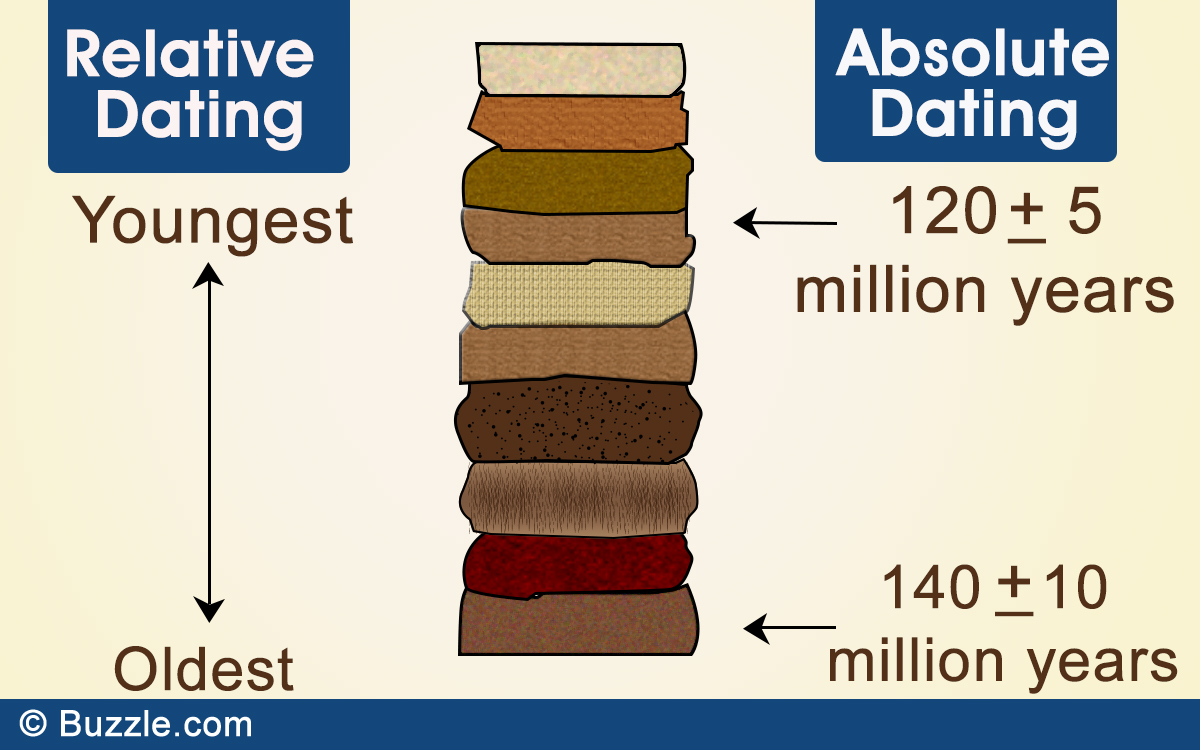 Relative
Dating
Youngest
Oldest
Absolute
Dating
120 ± 5
million years
140 ± 10
million years
© Buzzle.com